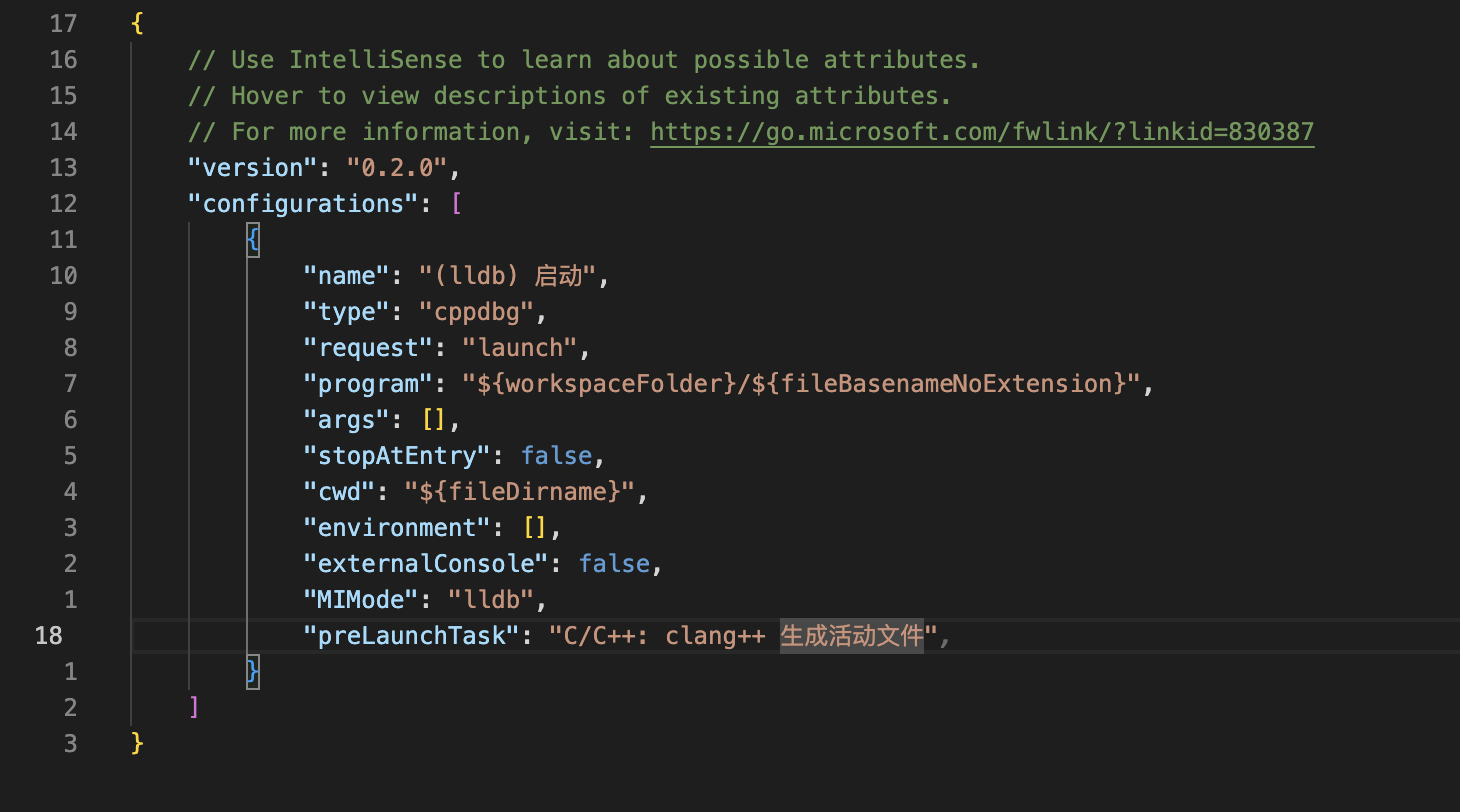 17 {
16 // Use IntelliSense to learn about possible attributes.
15 // Hover to view descriptions of existing attributes.
14 // For more information, visit: https://go.microsoft.com/fwlink/?linkid=830387
13 "version": "0.2.0",
12 "configurations": [
11 {
10 "name": "(lldb) 启动",
9 "type": "cppdbg",
8 "request": "launch",
7 "program": "${workspaceFolder}/${fileBasenameNoExtension}",
6 "args": [],
5 "stopAtEntry": false,
4 "cwd": "${fileDirname}",
3 "environment": [],
2 "externalConsole": false,
1 "MIMode": "lldb",
18 "preLaunchTask": "C/C++: clang++ 生成活动文件",
1 }
2 ]
3 }